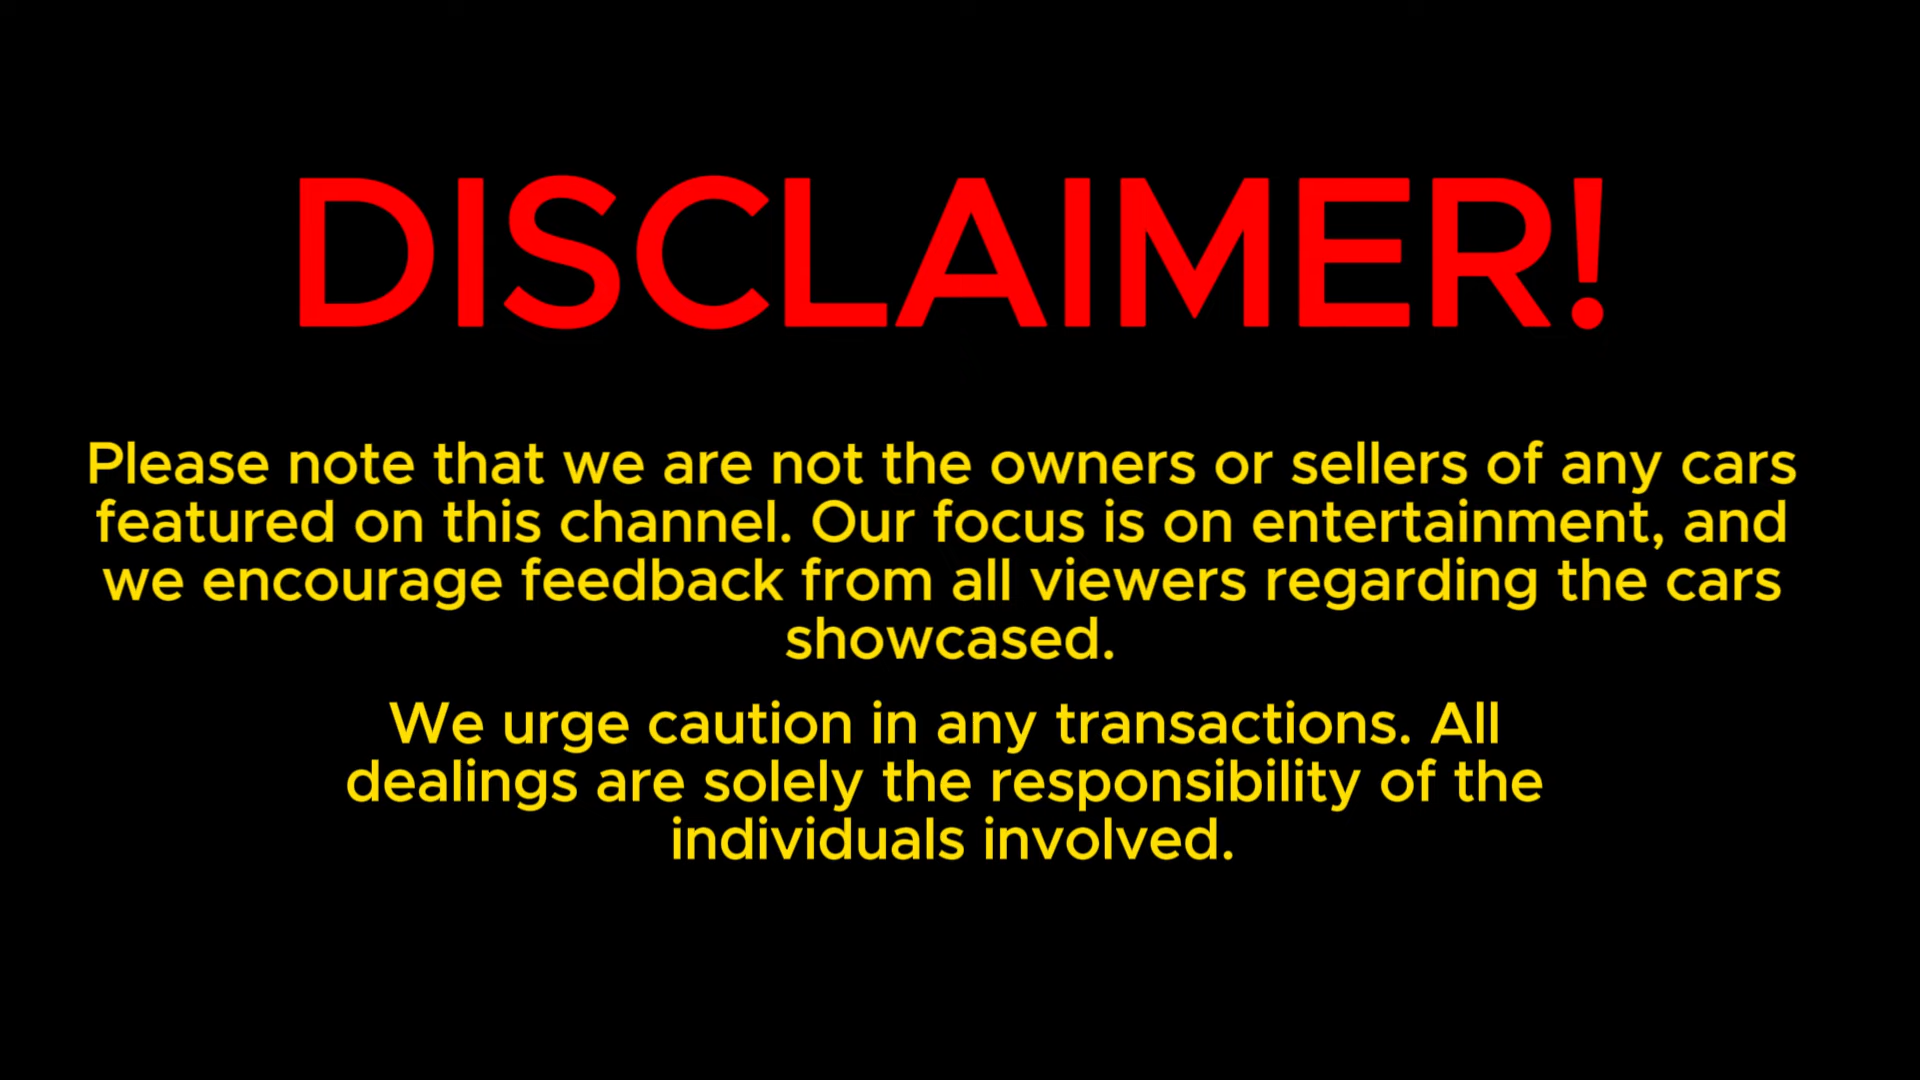 DISCLAIMER!
Please note that we are not the owners or sellers of any cars
featured on this channel. Our focus is on entertainment, and
we encourage feedback from all viewers regarding the cars
showcased.
We urge caution in any transactions. All
dealings are solely the responsibility of the
individuals involved.